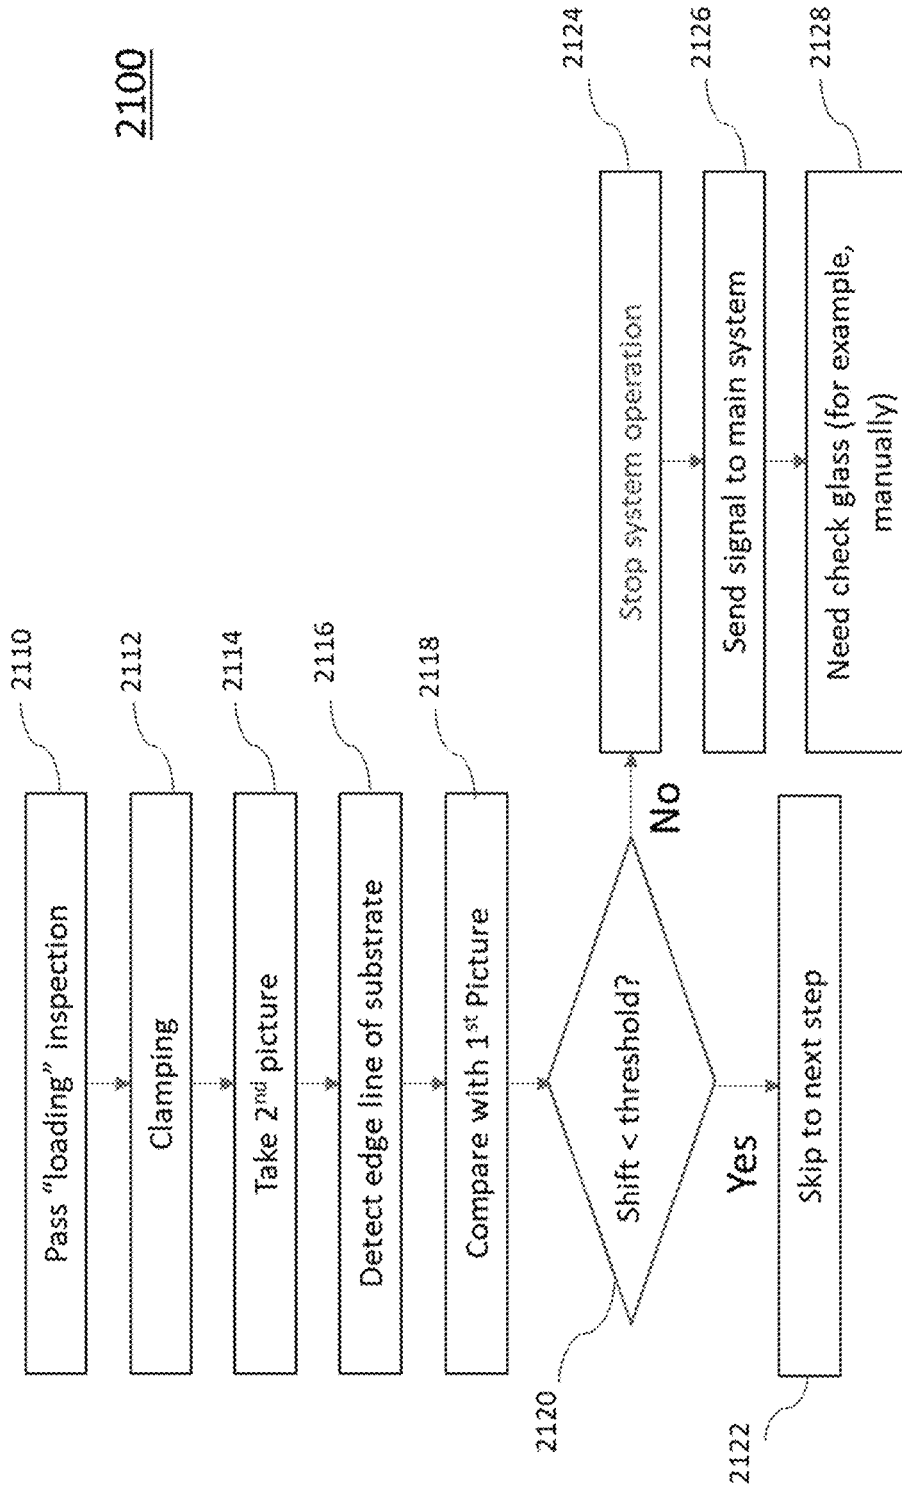 2100
Pass “loading” inspection
2110
Clamping
2112
Take 2nd picture
2114
Detect edge line of substrate
2116
Compare with 1st Picture
2118
Shift < threshold?
2120
Yes
No
Skip to next step
2122
Stop system operation
2124
Send signal to main system
2126
Need check glass (for example,
manually)
2128